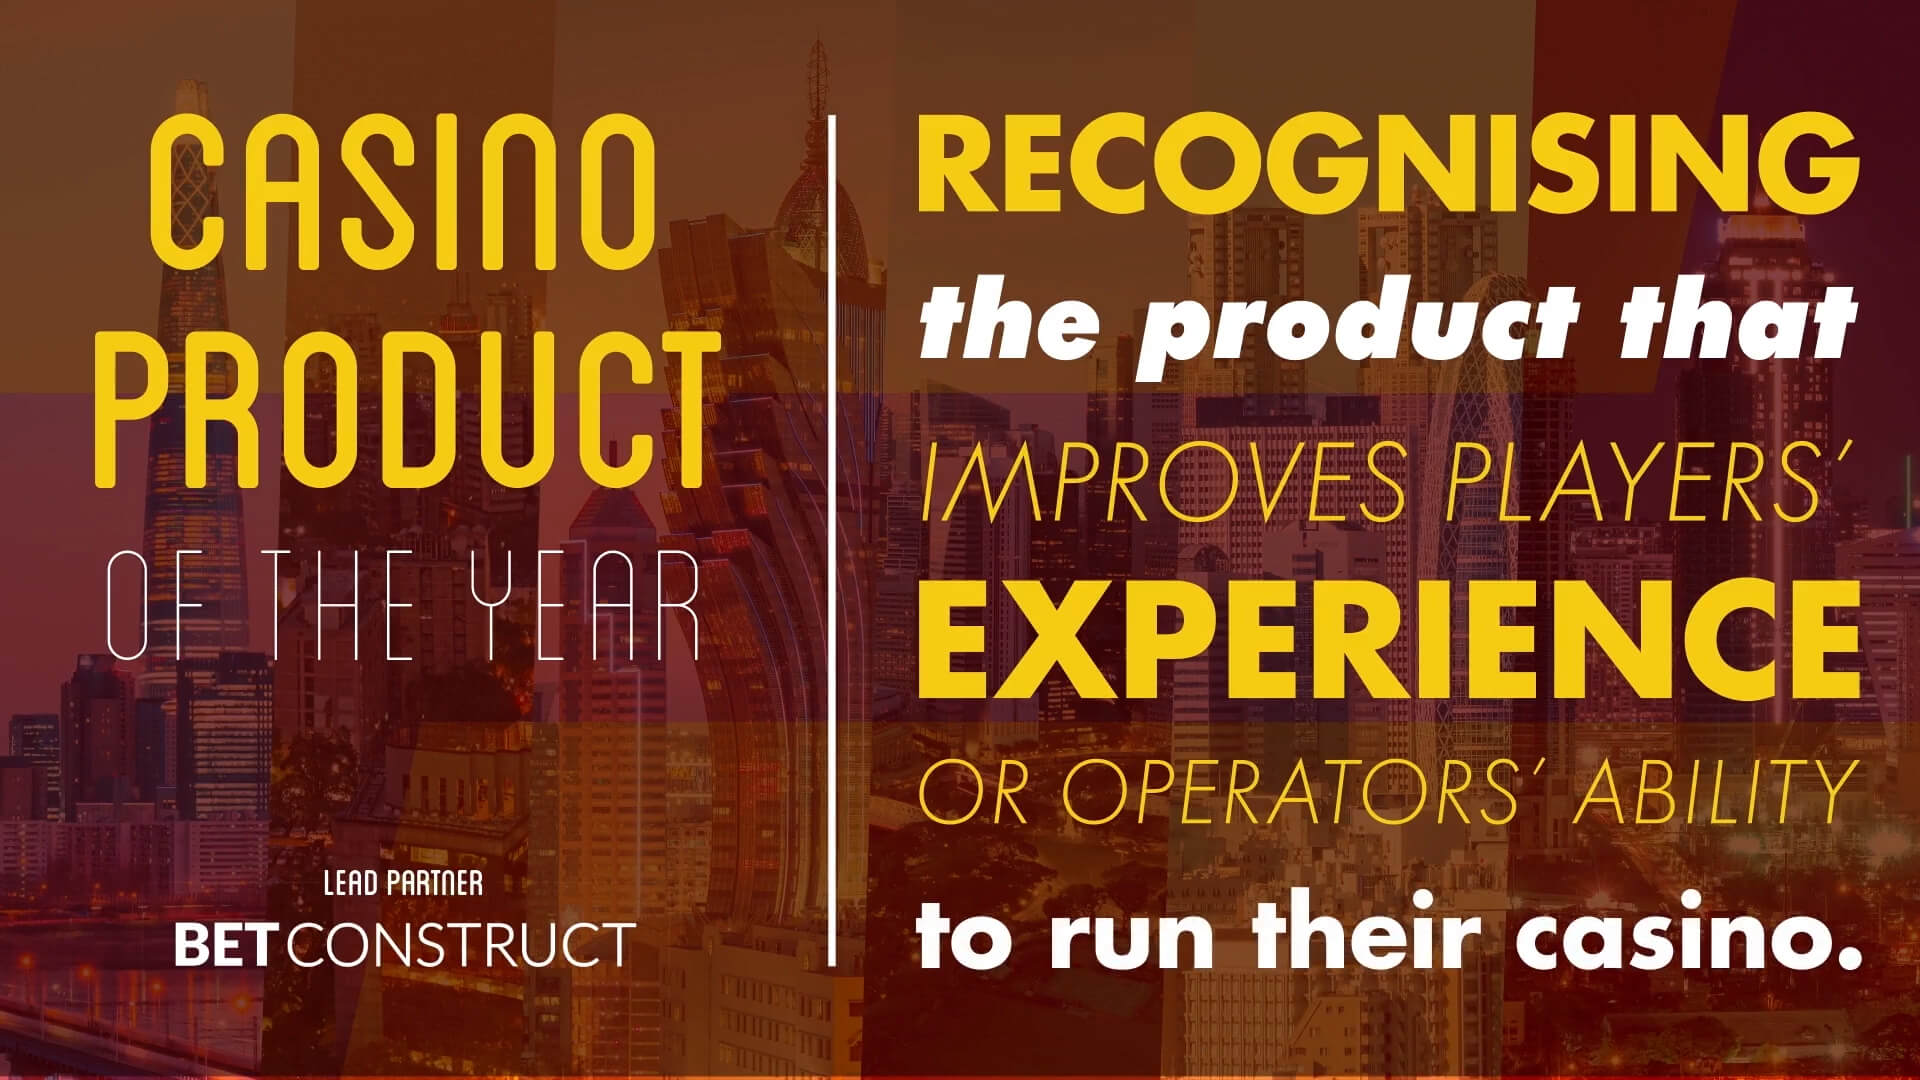 CASINO
PRODUCT
OF THE YEAR
LEAD PARTNER
BETCONSTRUCT
RECOGNISING
the product that
IMPROVES PLAYERS’
EXPERIENCE
OR OPERATORS’ ABILITY
to run their casino.